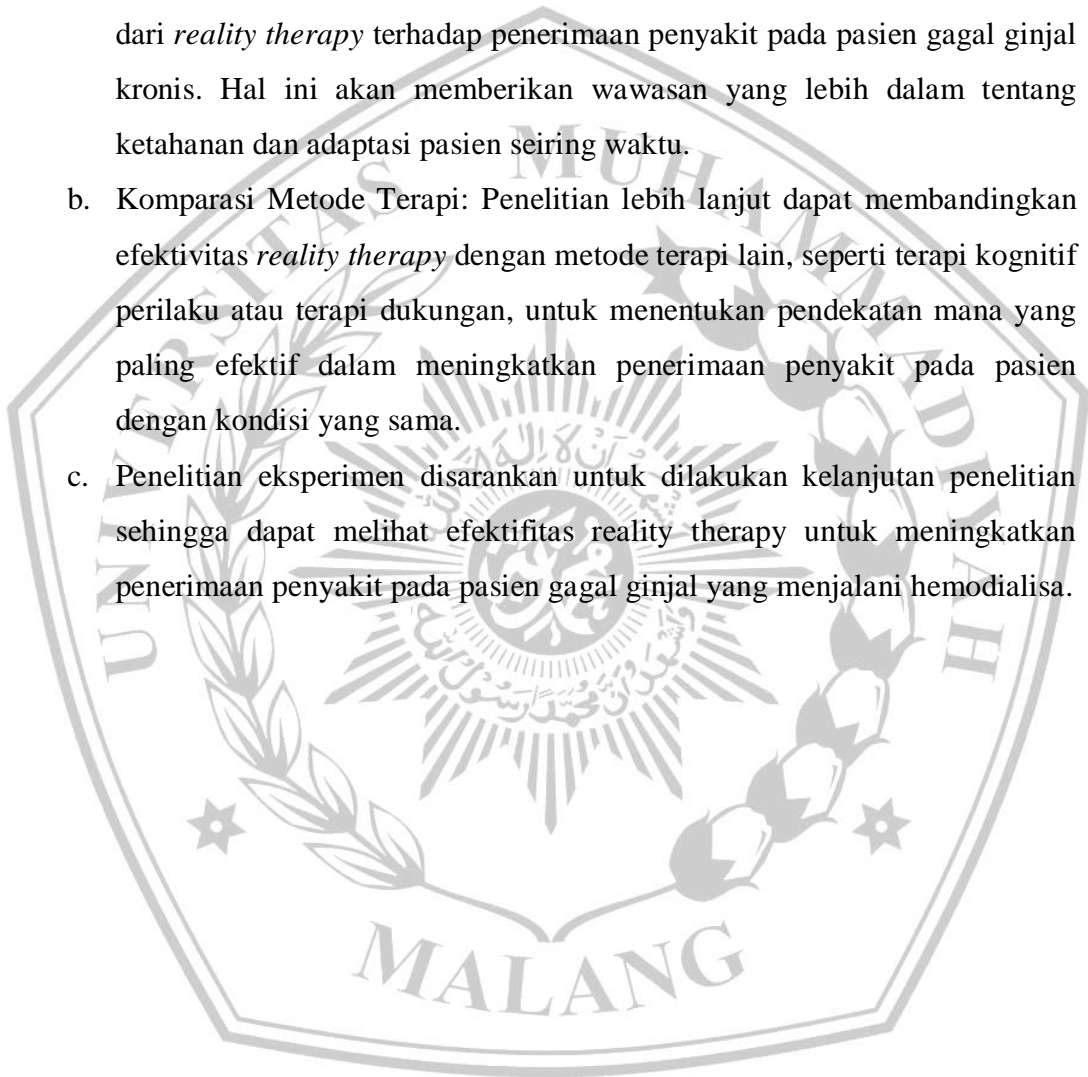 dari reality therapy terhadap penerimaan penyakit pada pasien gagal ginjal
kronis. Hal ini akan memberikan wawasan yang lebih dalam tentang
ketahanan dan adaptasi pasien seiring waktu.
b. Komparasi Metode Terapi: Penelitian lebih lanjut dapat membandingkan
efektivitas reality therapy dengan metode terapi lain, seperti terapi kognitif
perilaku atau terapi dukungan, untuk menentukan pendekatan mana yang
paling efektif dalam meningkatkan penerimaan penyakit pada pasien
dengan kondisi yang sama.
c. Penelitian eksperimen disarankan untuk dilakukan kelanjutan penelitian
sehingga dapat melihat efektifitas reality therapy untuk meningkatkan
penerimaan penyakit pada pasien gagal ginjal yang menjalani hemodialisa.
UNIVERSITAS MUHAMMADIYAH
MALANG